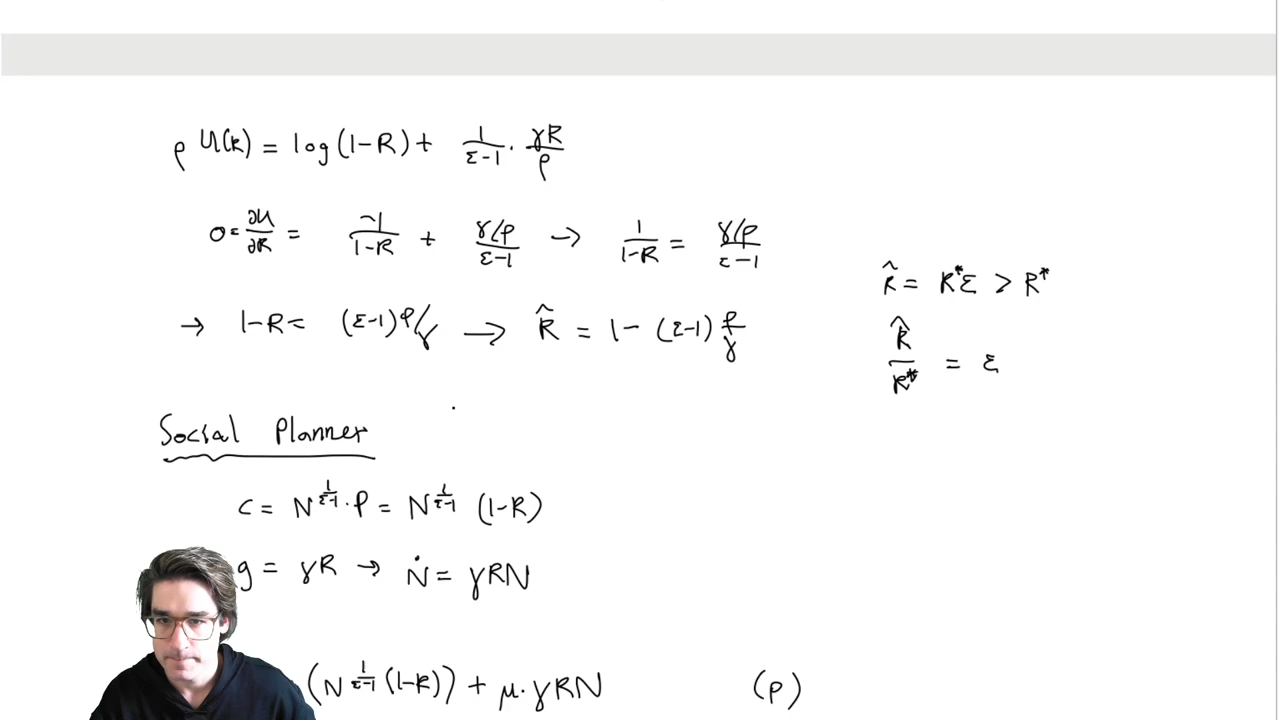 ρ U(R) = log(1-R) + 1/(ε-1) · γR/ρ
0 = ∂U/∂R = -1/(1-R) + (γ/ρ)/(ε-1) → 1/(1-R) = (γ/ρ)/(ε-1)
→ 1-R = (ε-1)ρ/γ → R̂ = 1 - (ε-1) ρ/γ
R̂ = R*ε > R*
R̂/R* = ε
Social Planner
C = N^(1/(ε-1)) · P = N^(1/(ε-1)) (1-R)
g = γR → Ṅ = γRN
(N^(1/(ε-1)) (1-R)) + μ·γRN (P)